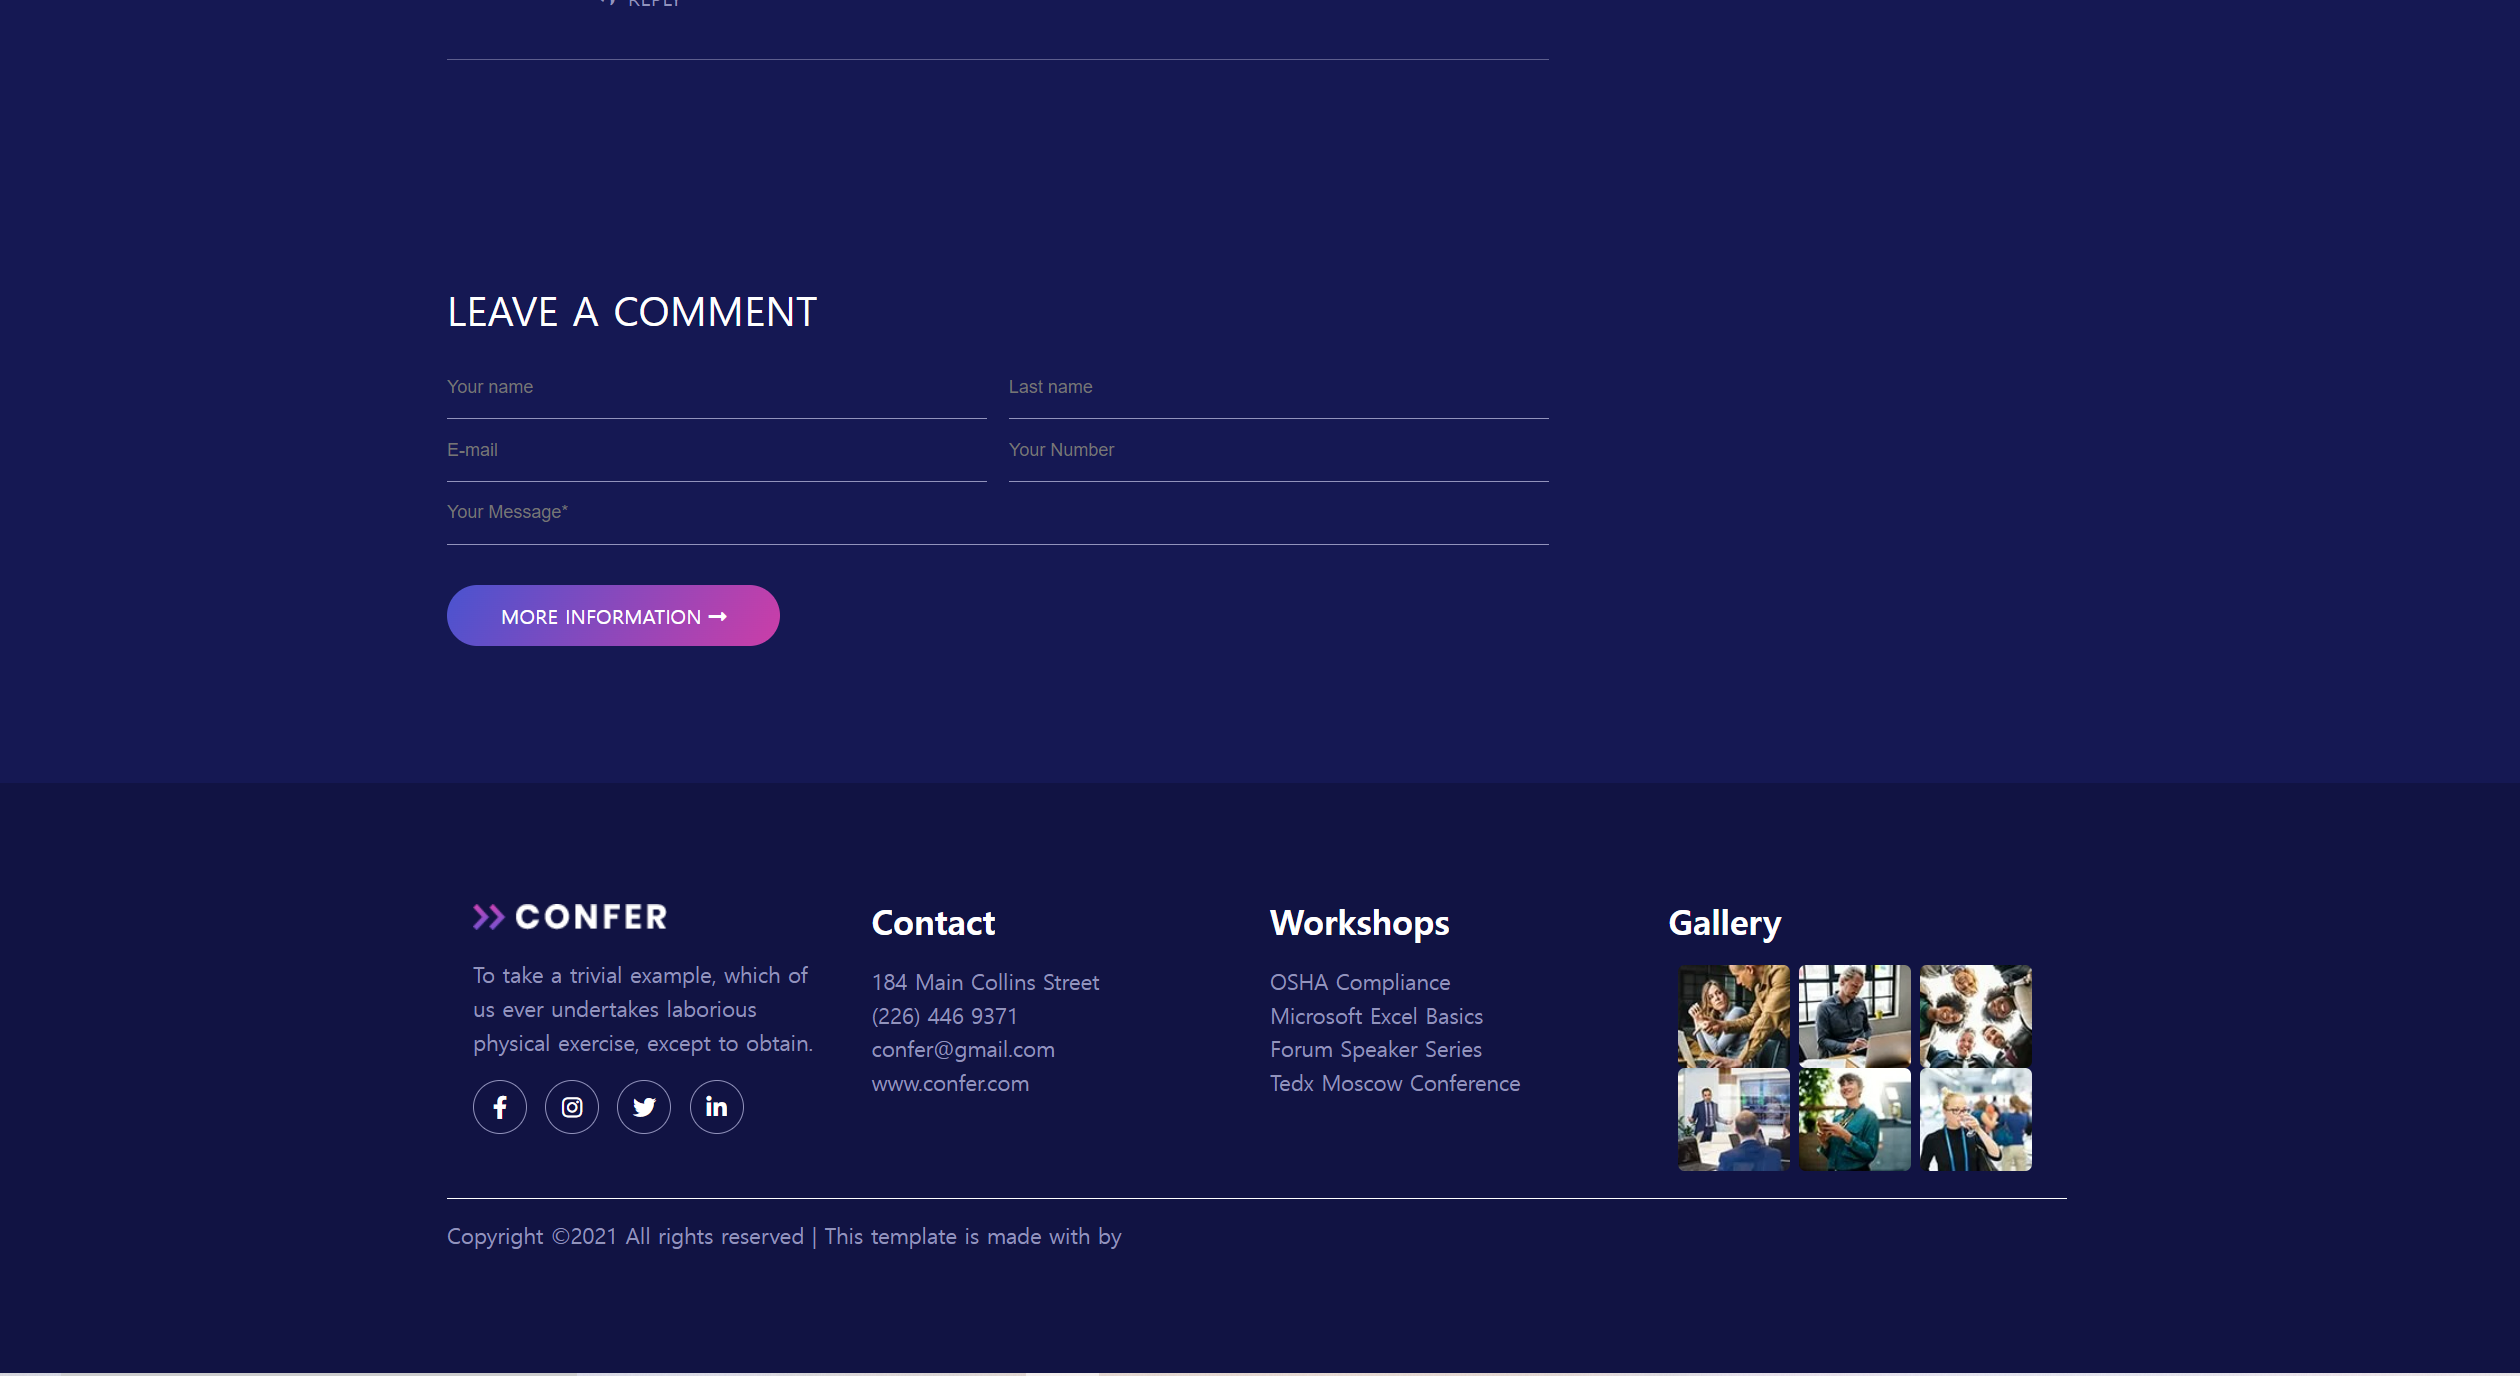 REPLY
LEAVE A COMMENT
Your name
Last name
E-mail
Your Number
Your Message*
MORE INFORMATION
CONFER
To take a trivial example, which of
us ever undertakes laborious
physical exercise, except to obtain.
Contact
184 Main Collins Street
(226) 446 9371
confer@gmail.com
www.confer.com
Workshops
OSHA Compliance
Microsoft Excel Basics
Forum Speaker Series
Tedx Moscow Conference
Gallery
Copyright ©2021 All rights reserved | This template is made with by